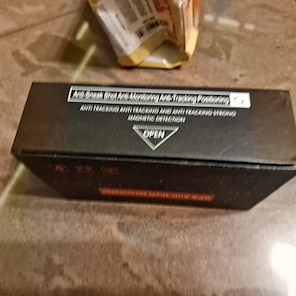 Anti-Sneak Shot Anti-Monitoring Anti-Tracking Positioning
ANTI TRACKING ANTI TRACKING AND ANTI TRACKING STRONG
MAGNETIC DETECTION
OPEN